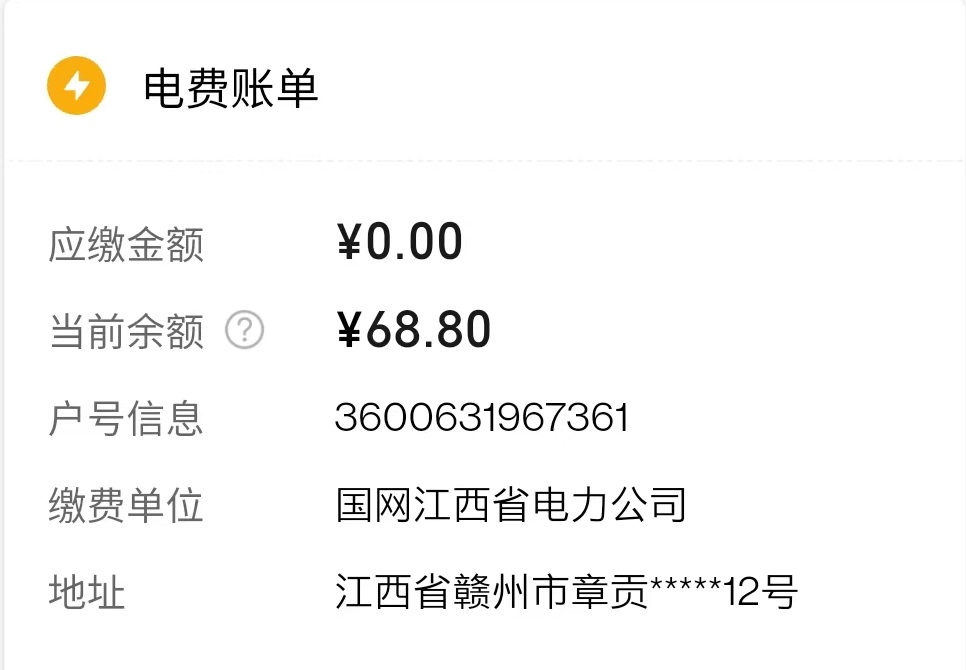 电费账单
应缴金额 ¥0.00
当前余额 ? ¥68.80
户号信息 3600631967361
缴费单位 国网江西省电力公司
地址 江西省赣州市章贡*****12号